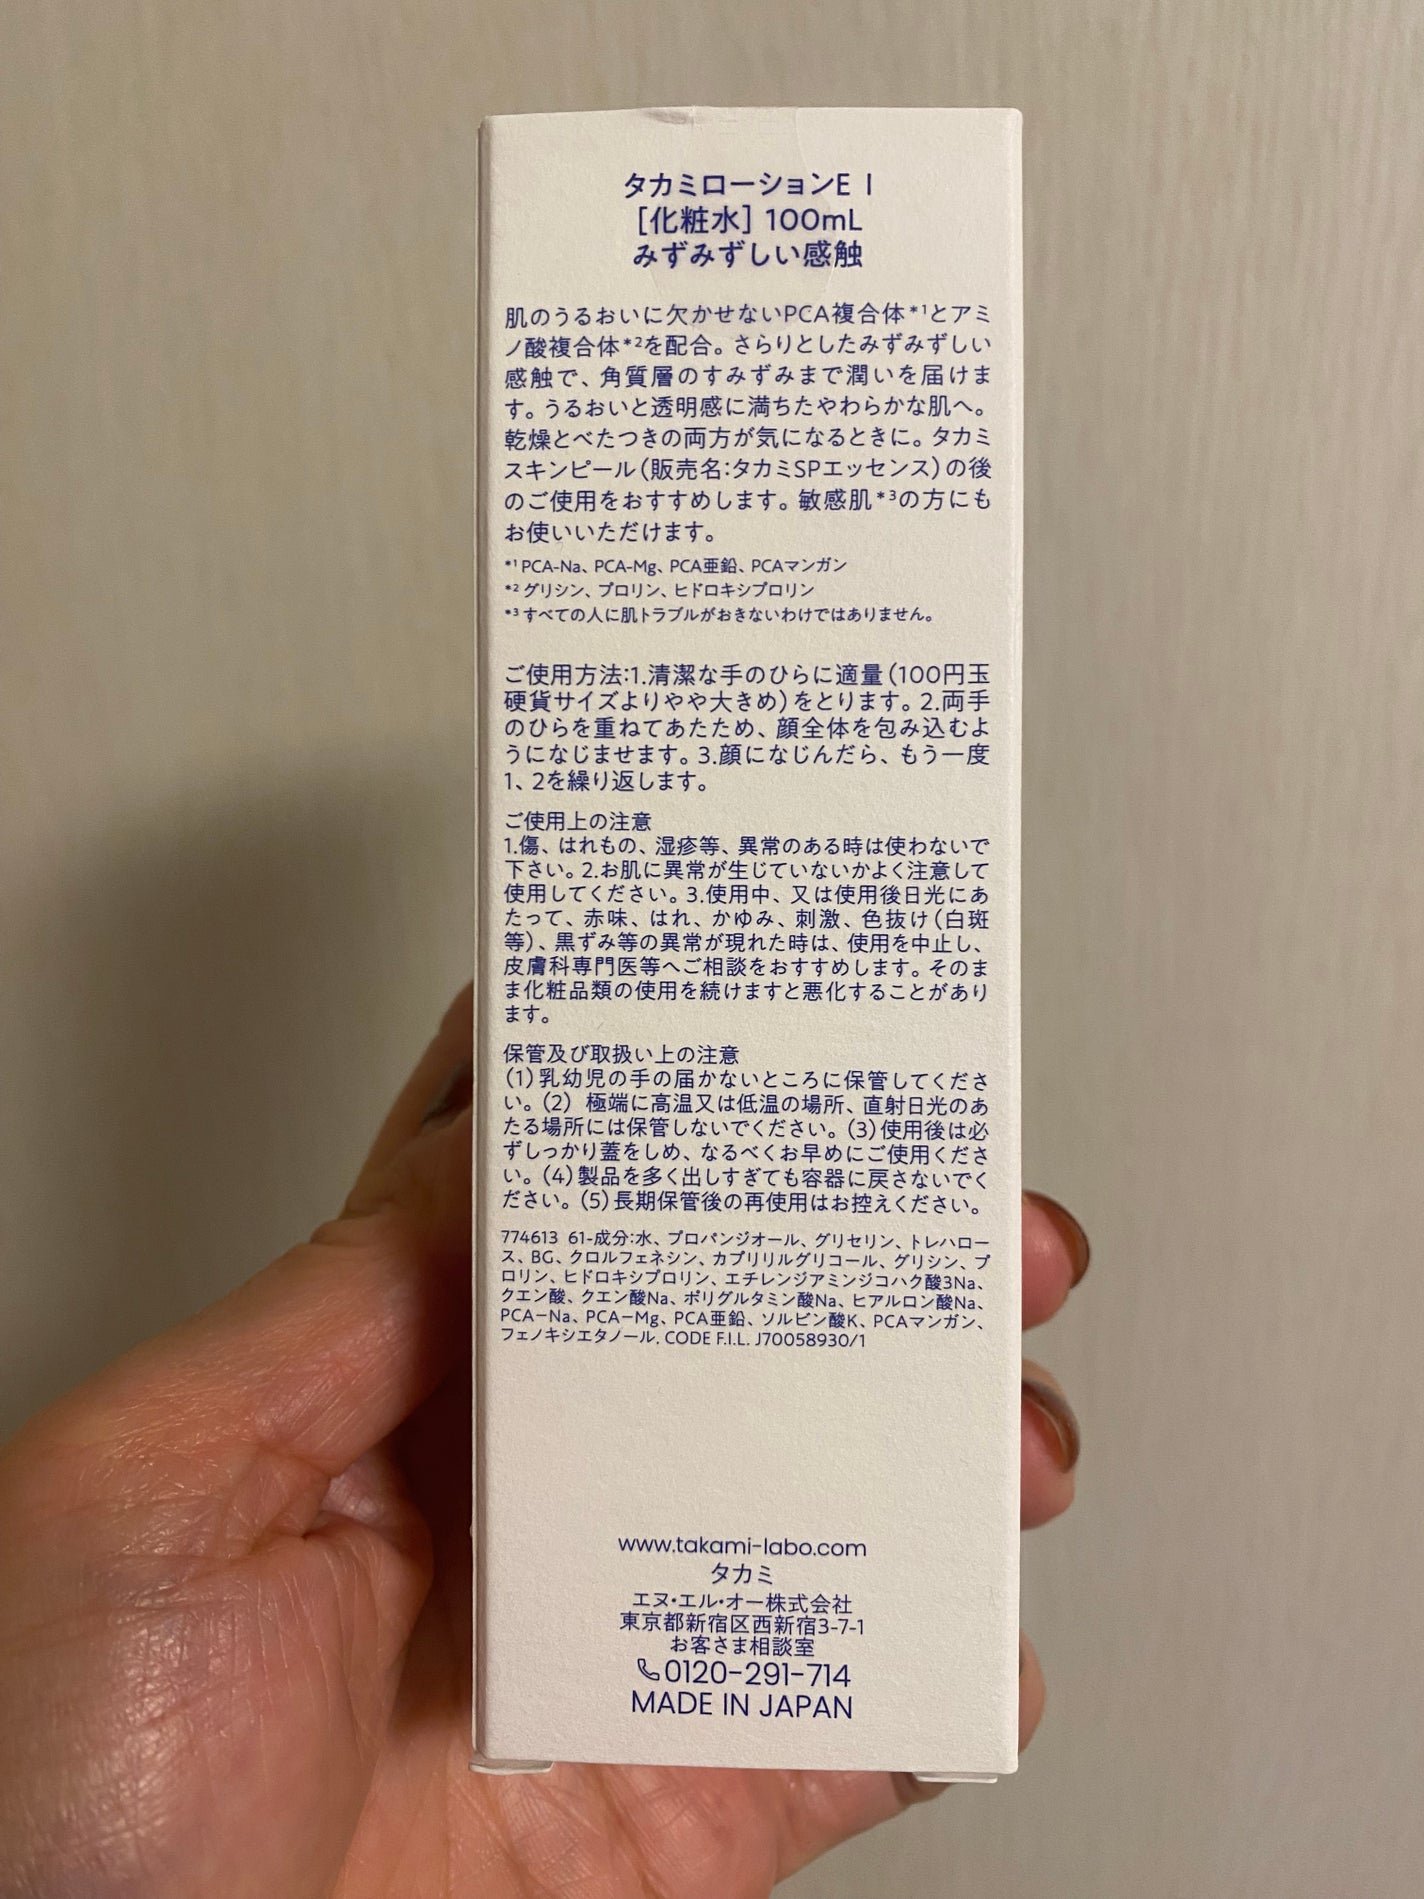 タカミローションE I
[化粧水] 100mL
みずみずしい感触
肌のうるおいに欠かせないPCA複合体*1とアミ
ノ酸複合体*2を配合。さらりとしたみずみずしい
感触で、角質層のすみずみまで潤いを届けま
す。うるおいと透明感に満ちたやわらかな肌へ。
乾燥とべたつきの両方が気になるときに。タカミ
スキンピール(販売名:タカミSPエッセンス)の後
のご使用をおすすめします。敏感肌*3の方にも
お使いいただけます。
*1 PCA-Na、PCA-Mg、PCA亜鉛、PCAマンガン
*2 グリシン、プロリン、ヒドロキシプロリン
*3 すべての人に肌トラブルがおきないわけではありません。
ご使用方法:1.清潔な手のひらに適量(100円玉
硬貨サイズよりやや大きめ)をとります。2.両手
のひらを重ねてあたため、顔全体を包み込むよ
うになじませます。3.顔になじんだら、もう一度
1、2を繰り返します。
ご使用上の注意
1.傷、はれもの、湿疹等、異常のある時は使わないで
下さい。2.お肌に異常が生じていないかよく注意して
使用してください。3.使用中、又は使用後日光にあ
たって、赤味、はれ、かゆみ、刺激、色抜け(白斑
等)、黒ずみ等の異常が現れた時は、使用を中止し、
皮膚科専門医等へご相談をおすすめします。そのま
ま化粧品類の使用を続けますと悪化することがあり
ます。
保管及び取扱い上の注意
(1)乳幼児の手の届かないところに保管してくださ
い。(2) 極端に高温又は低温の場所、直射日光のあ
たる場所には保管しないでください。(3)使用後は必
ずしっかり蓋をしめ、なるべくお早めにご使用くださ
い。(4)製品を多く出しすぎても容器に戻さないでく
ださい。(5)長期保管後の再使用はお控えください。
774613 61-成分:水、プロパンジオール、グリセリン、トレハロー
ス、BG、クロルフェネシン、カプリリルグリコール、グリシン、プ
ロリン、ヒドロキシプロリン、エチレンジアミンジコハク酸3Na、
クエン酸、クエン酸Na、ポリグルタミン酸Na、ヒアルロン酸Na、
PCA-Na、PCA-Mg、PCA亜鉛、ソルビン酸K、PCAマンガン、
フェノキシエタノール, CODE F.I.L. J70058930/1
www.takami-labo.com
タカミ
エヌ・エル・オー株式会社
東京都新宿区西新宿3-7-1
お客さま相談室
0120-291-714
MADE IN JAPAN